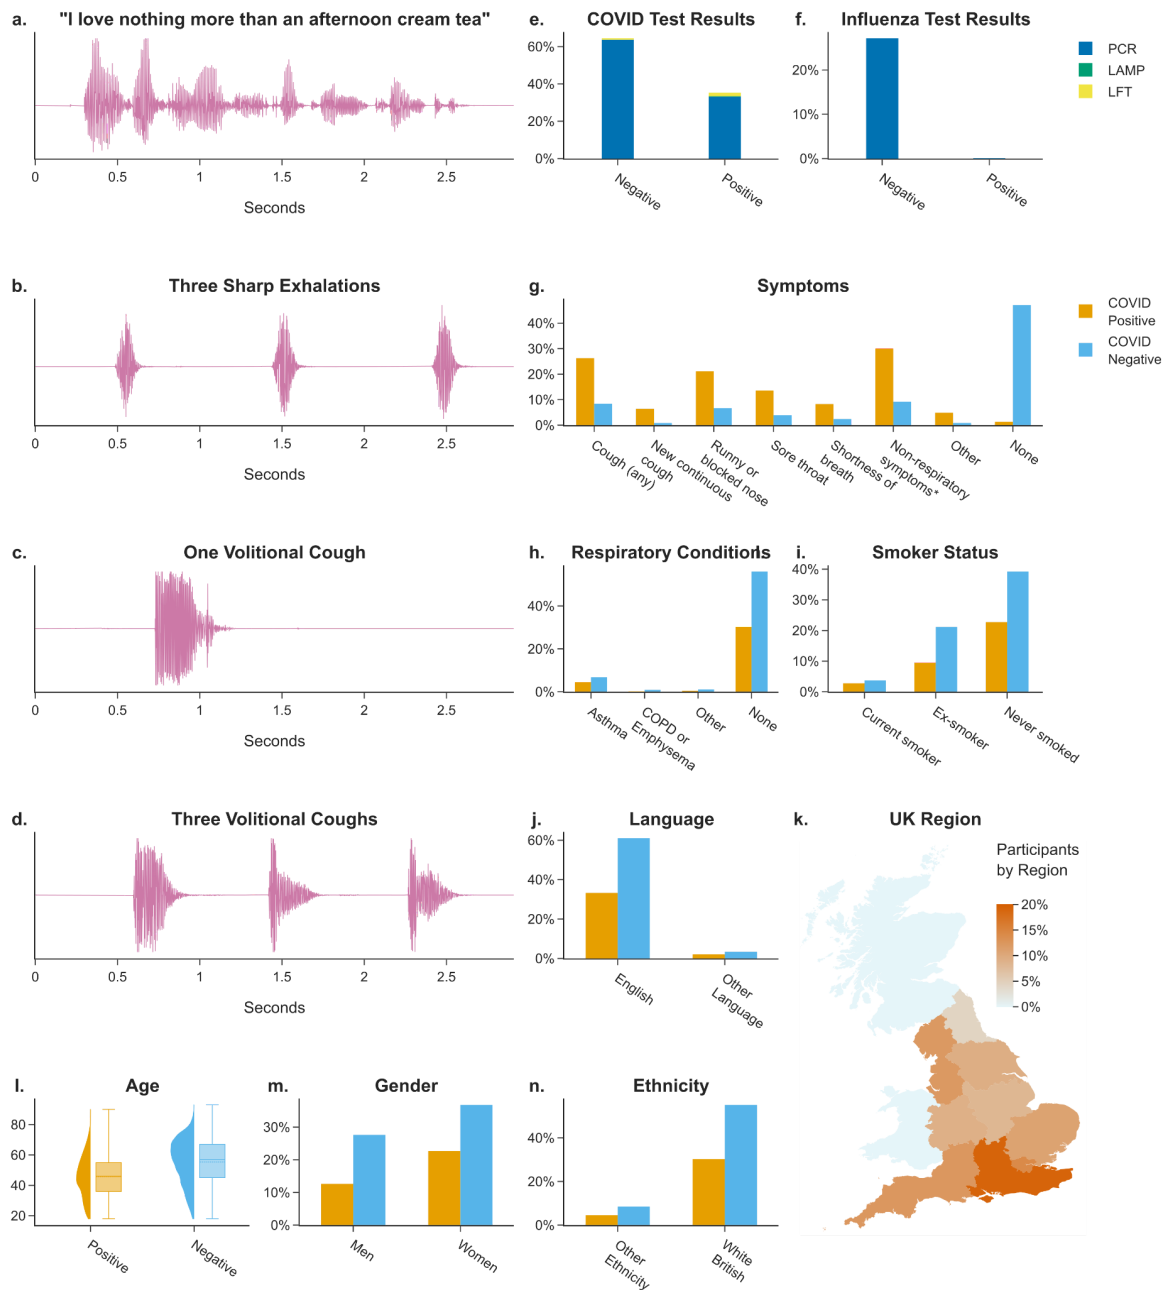 a. "I love nothing more than an afternoon cream tea"
0 0.5 1 1.5 2 2.5
Seconds
e. COVID Test Results
60%
40%
20%
0%
Negative
Positive
f. Influenza Test Results
20%
10%
0%
Negative
Positive
PCR
LAMP
LFT
b. Three Sharp Exhalations
0 0.5 1 1.5 2 2.5
Seconds
g. Symptoms
40%
30%
20%
10%
0%
Cough (any)
New continuous
cough
Runny or
blocked nose
Sore throat
Shortness of
breath
Non-respiratory
symptoms*
Other
None
COVID
Positive
COVID
Negative
c. One Volitional Cough
0 0.5 1 1.5 2 2.5
Seconds
h. Respiratory Conditions
40%
20%
0%
Asthma
COPD or
Emphysema
Other
None
i. Smoker Status
40%
30%
20%
10%
0%
Current smoker
Ex-smoker
Never smoked
d. Three Volitional Coughs
0 0.5 1 1.5 2 2.5
Seconds
j. Language
60%
40%
20%
0%
English
Other
Language
k. UK Region
Participants
by Region
20%
15%
10%
5%
0%
l. Age
80
60
40
20
Positive
Negative
m. Gender
30%
20%
10%
0%
Men
Women
n. Ethnicity
40%
20%
0%
Other
Ethnicity
White
British